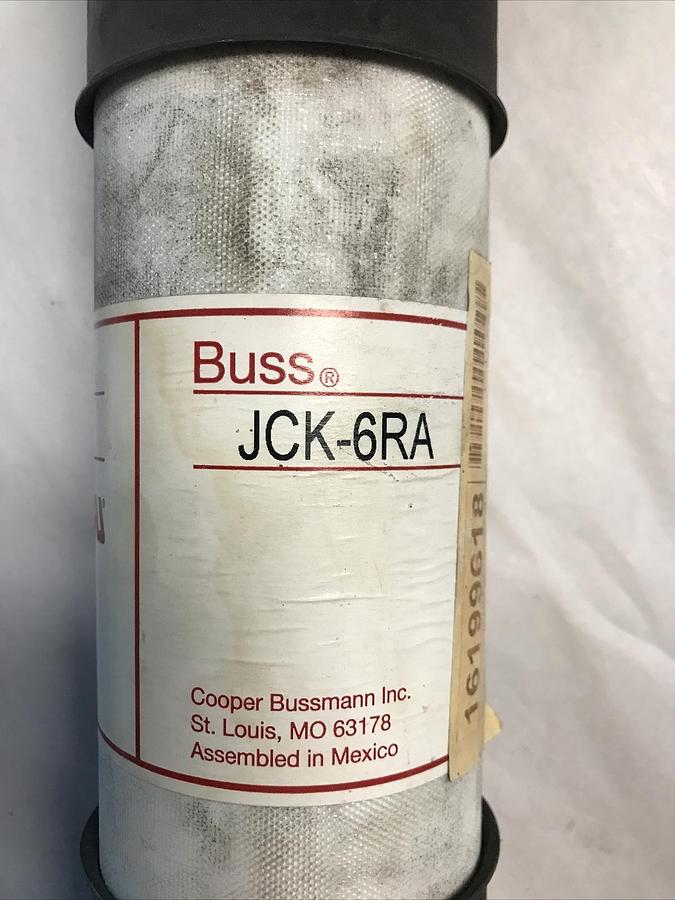 Buss®
JCK-6RA
Cooper Bussmann Inc.
St. Louis, MO 63178
Assembled in Mexico
16199618